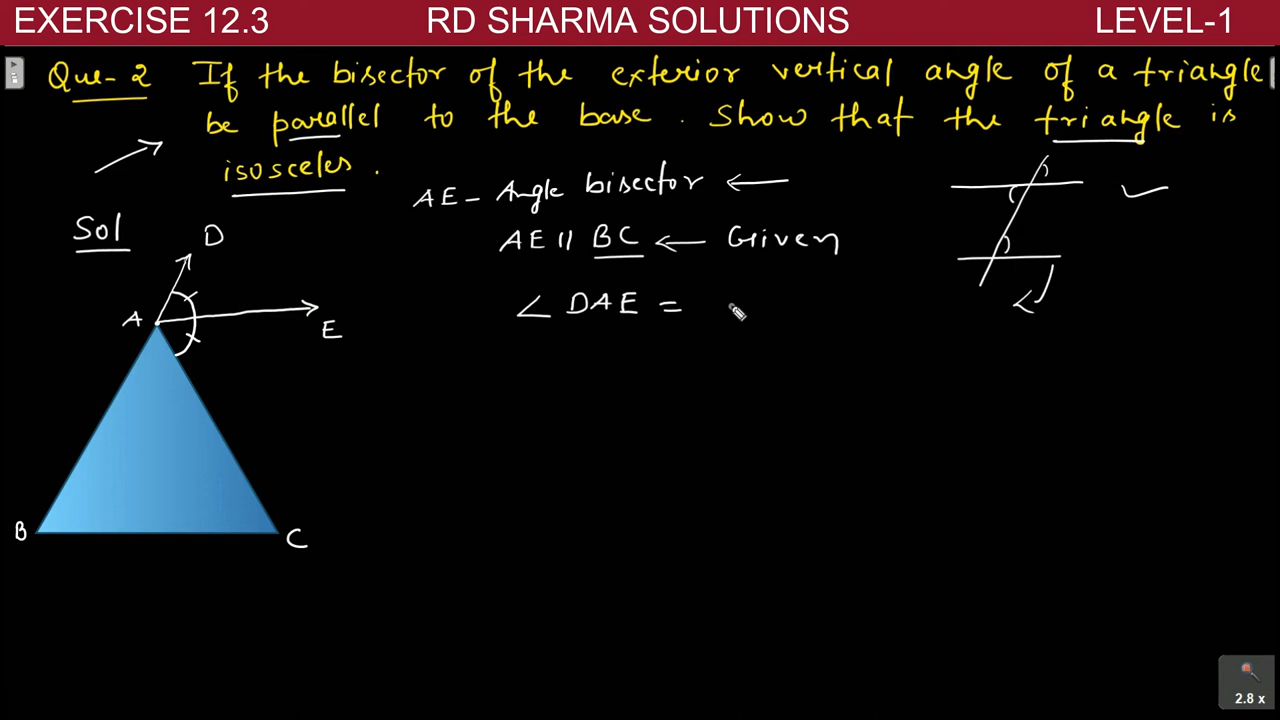 EXERCISE 12.3 RD SHARMA SOLUTIONS LEVEL-1
Que-2 If the bisector of the exterior vertical angle of a triangle
be parallel to the base. Show that the triangle is
isosceles.
AE - Angle bisector ←
Sol
AE || BC ← Given
∠DAE =
D
A
E
B
C
2.8 x